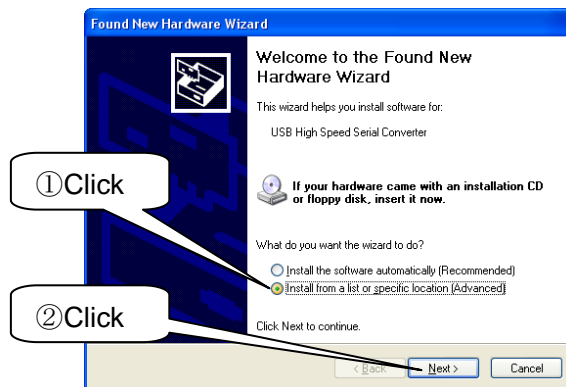 Found New Hardware Wizard
Welcome to the Found New
Hardware Wizard
This wizard helps you install software for:
USB High Speed Serial Converter
①Click
If your hardware came with an installation CD
or floppy disk, insert it now.
What do you want the wizard to do?
Install the software automatically (Recommended)
Install from a list or specific location (Advanced)
②Click
Click Next to continue.
< Back
Next >
Cancel